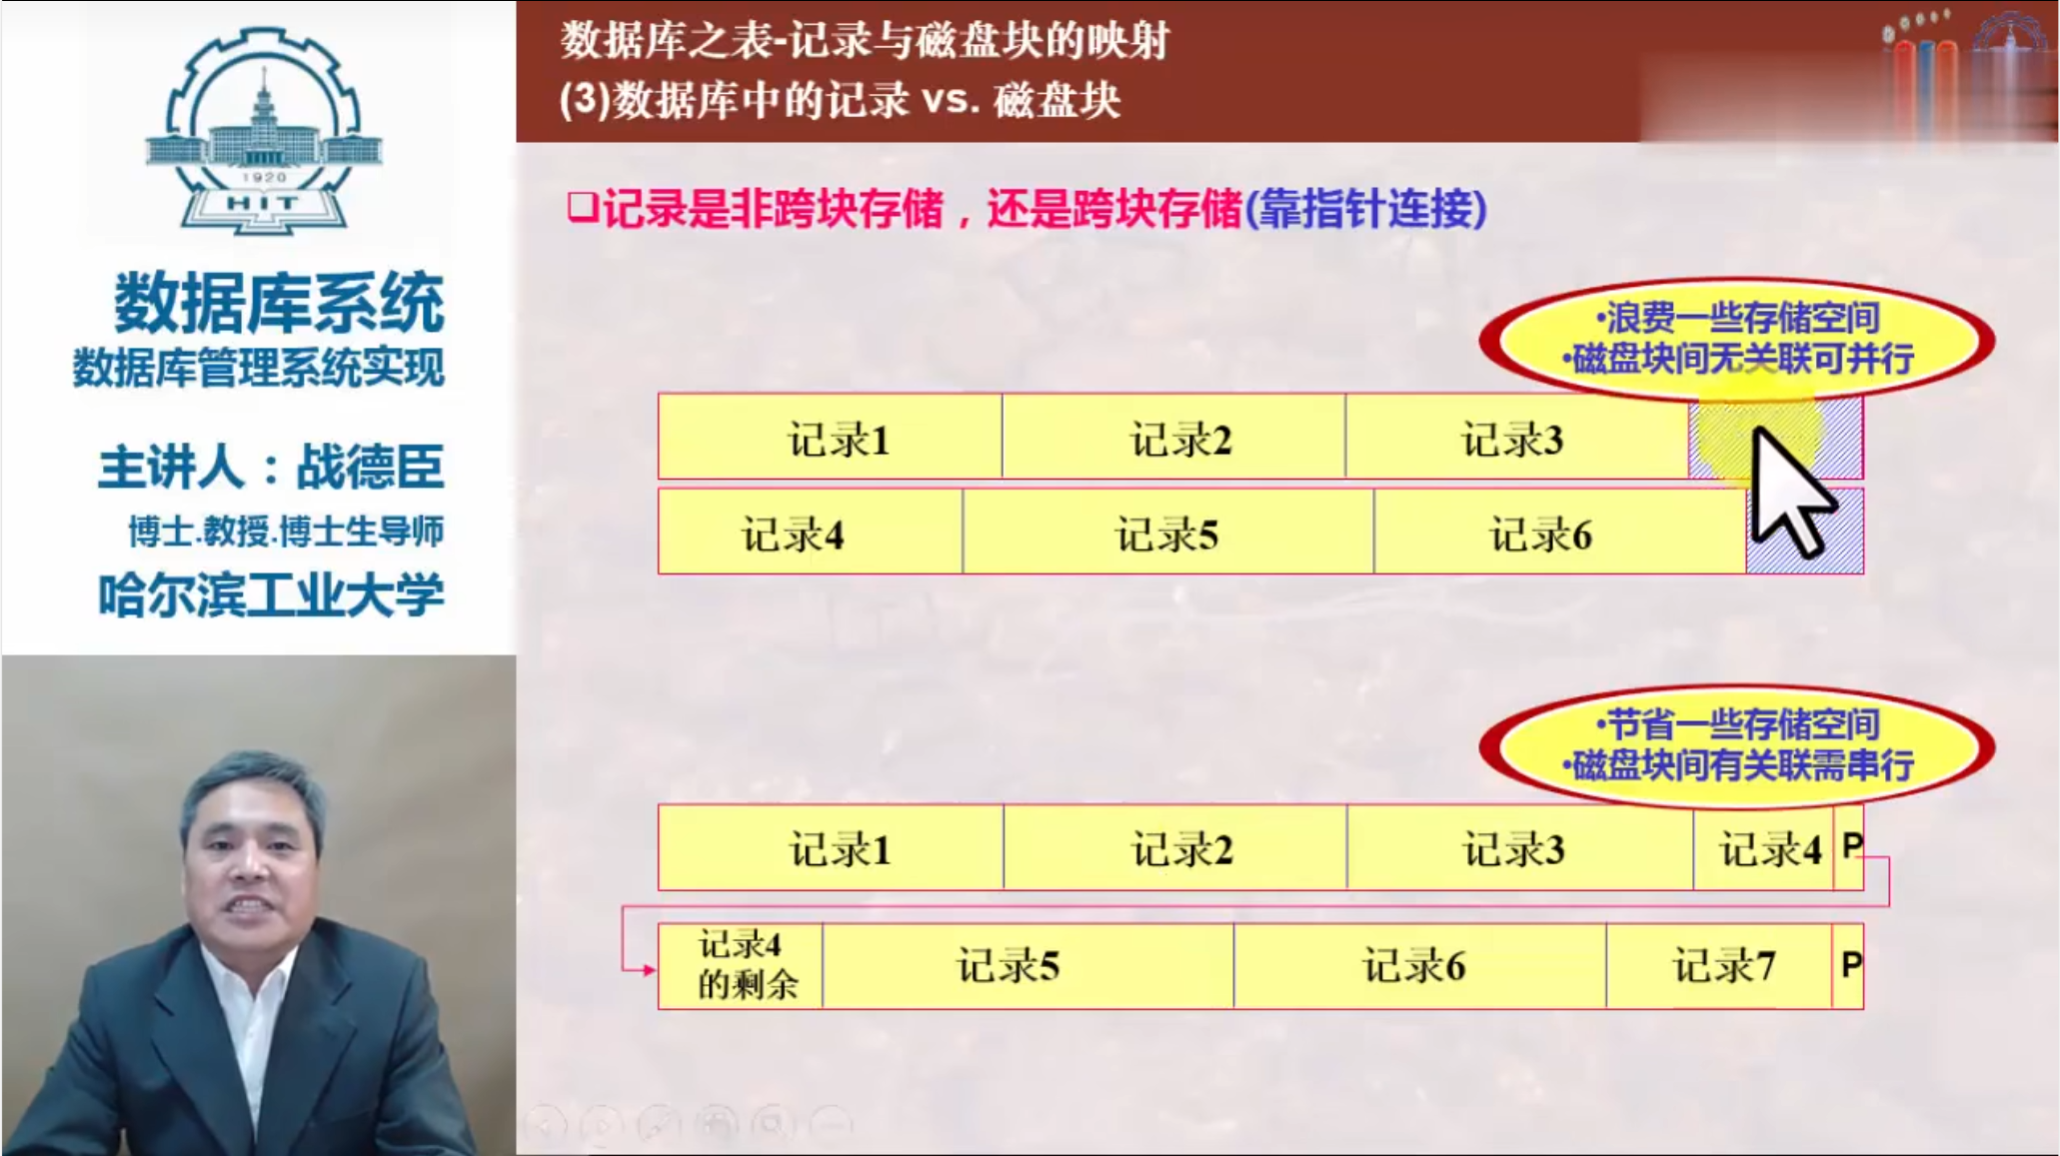 1920
HIT
数据库系统
数据库管理系统实现
主讲人：战德臣
博士.教授.博士生导师
哈尔滨工业大学
数据库之表-记录与磁盘块的映射
(3)数据库中的记录 vs. 磁盘块
❑记录是非跨块存储，还是跨块存储(靠指针连接)
•浪费一些存储空间
•磁盘块间无关联可并行
记录1 记录2 记录3
记录4 记录5 记录6
•节省一些存储空间
•磁盘块间有关联需串行
记录1 记录2 记录3 记录4 P
记录4
的剩余 记录5 记录6 记录7 P